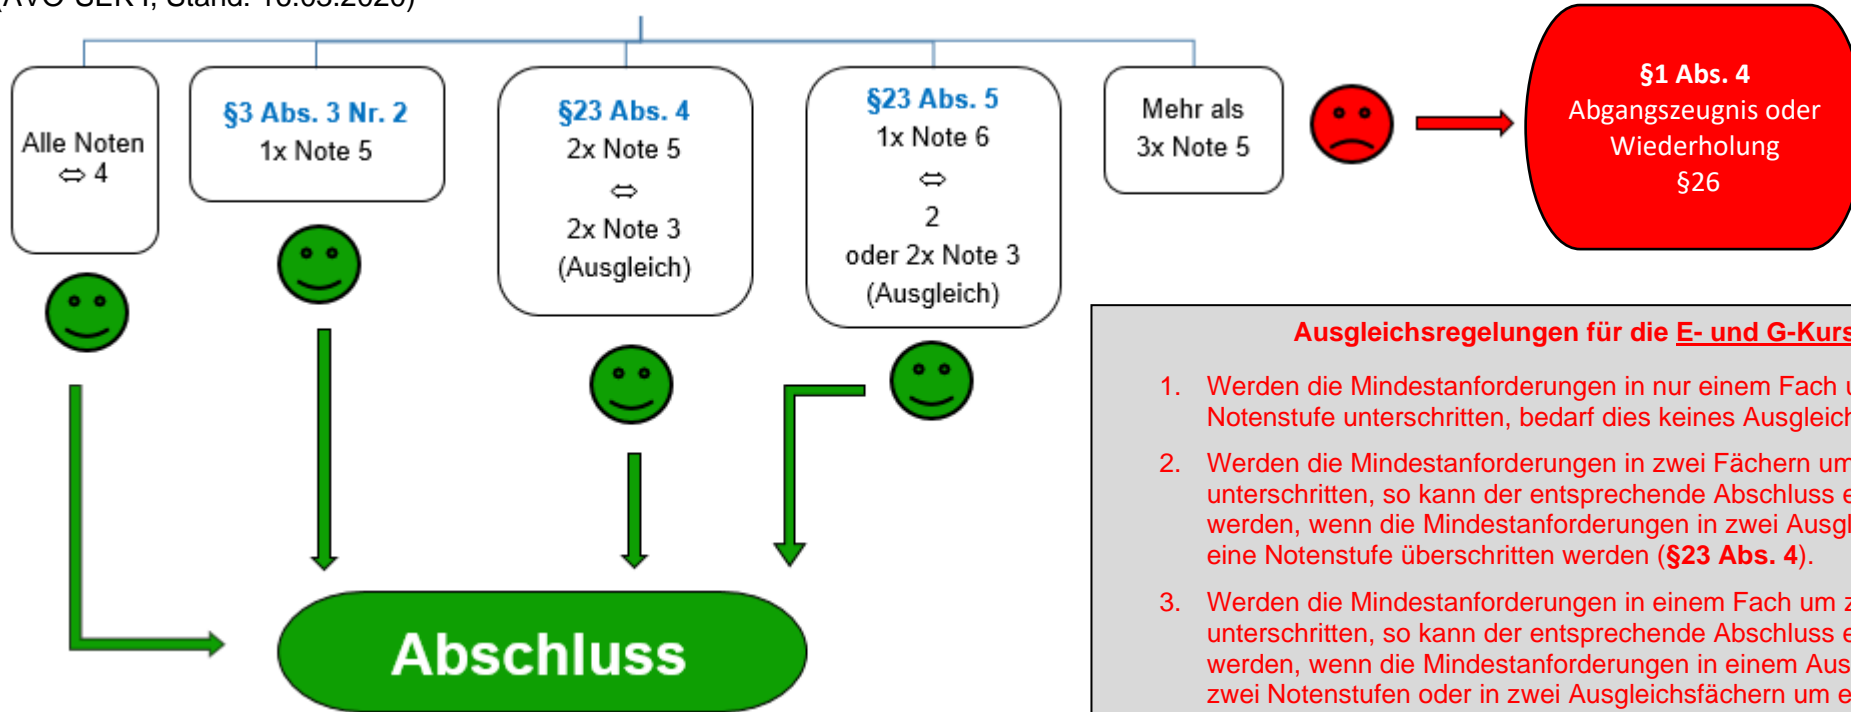 Alle Noten
⇔ 4
§3 Abs. 3 Nr. 2
1x Note 5
§23 Abs. 4
2x Note 5
⇔
2x Note 3
(Ausgleich)
§23 Abs. 5
1x Note 6
⇔
2
oder 2x Note 3
(Ausgleich)
Mehr als
3x Note 5
§1 Abs. 4
Abgangszeugnis oder
Wiederholung
§26
Abschluss
Ausgleichsregelungen für die E- und G-Kurs
1. Werden die Mindestanforderungen in nur einem Fach
Notenstufe unterschritten, bedarf dies keines Ausgleich
2. Werden die Mindestanforderungen in zwei Fächern um
unterschritten, so kann der entsprechende Abschluss e
werden, wenn die Mindestanforderungen in zwei Ausgl
eine Notenstufe überschritten werden (§23 Abs. 4).
3. Werden die Mindestanforderungen in einem Fach um z
unterschritten, so kann der entsprechende Abschluss e
werden, wenn die Mindestanforderungen in einem Aus
zwei Notenstufen oder in zwei Ausgleichsfächern um e